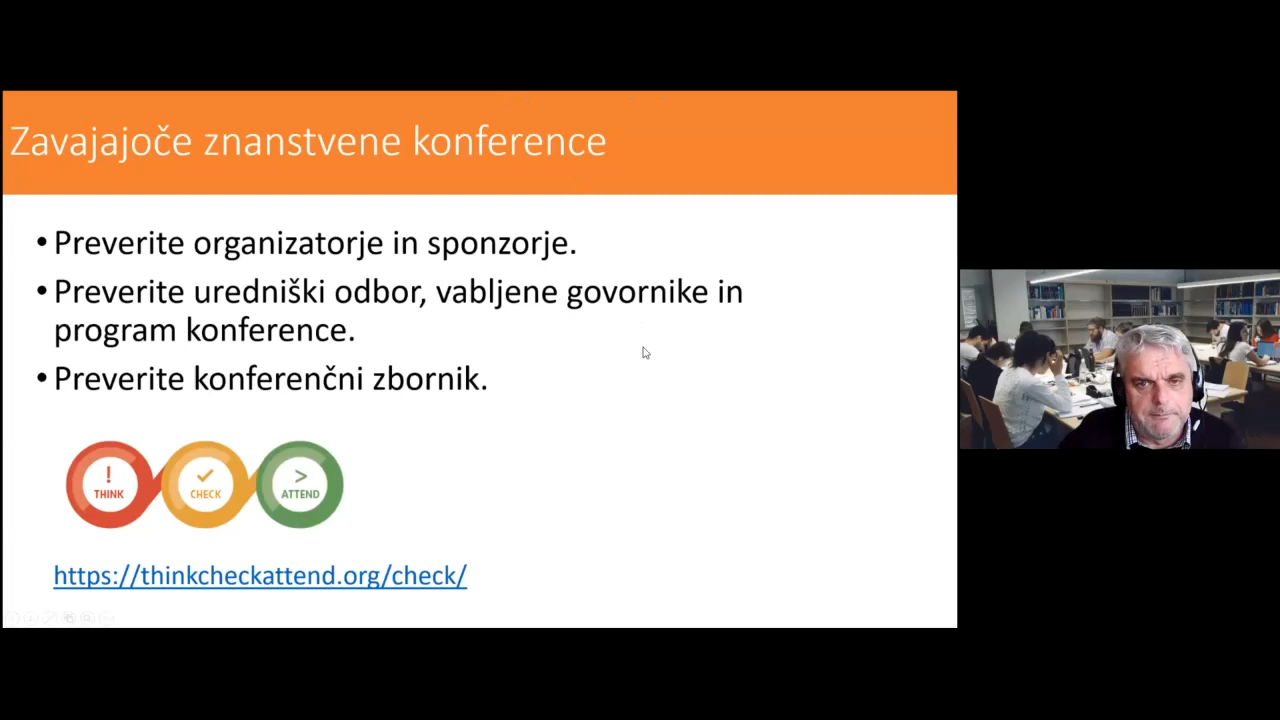 Zavajajoče znanstvene konference
• Preverite organizatorje in sponzorje.
• Preverite uredniški odbor, vabljene govornike in
program konference.
• Preverite konferenčni zbornik.
! THINK
CHECK
> ATTEND
https://thinkcheckattend.org/check/